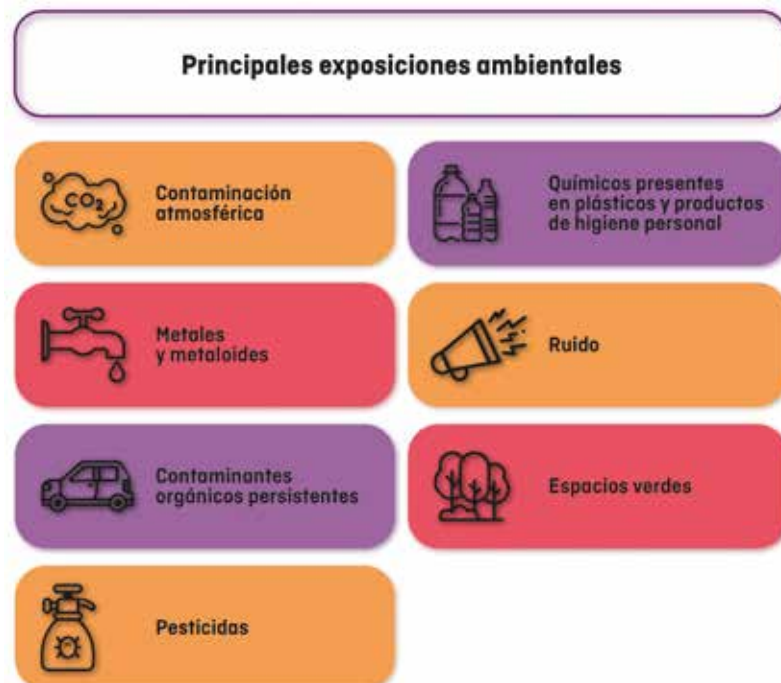 Principales exposiciones ambientales
CO₂
Contaminación
atmosférica
Químicos presentes
en plásticos y productos
de higiene personal
Metales
y metaloides
Ruido
Contaminantes
orgánicos persistentes
Espacios verdes
Pesticidas